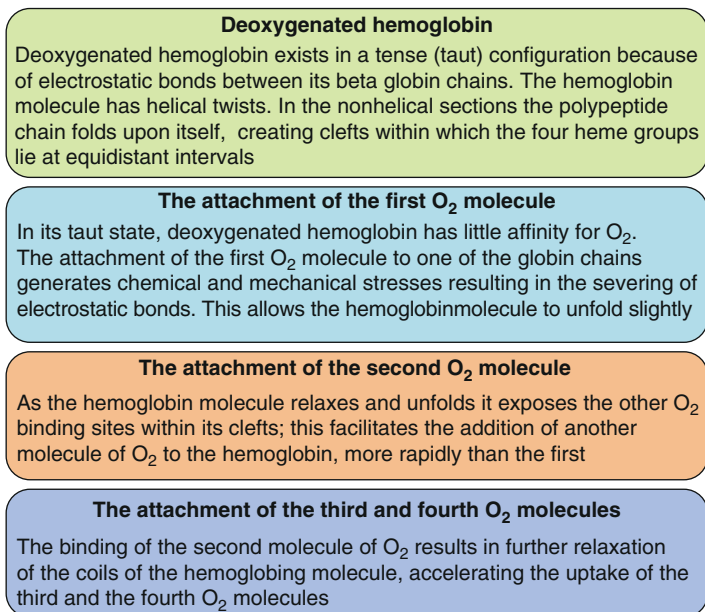 Deoxygenated hemoglobin
Deoxygenated hemoglobin exists in a tense (taut) configuration because
of electrostatic bonds between its beta globin chains. The hemoglobin
molecule has helical twists. In the nonhelical sections the polypeptide
chain folds upon itself, creating clefts within which the four heme groups
lie at equidistant intervals
The attachment of the first O₂ molecule
In its taut state, deoxygenated hemoglobin has little affinity for O₂.
The attachment of the first O₂ molecule to one of the globin chains
generates chemical and mechanical stresses resulting in the severing of
electrostatic bonds. This allows the hemoglobinmolecule to unfold slightly
The attachment of the second O₂ molecule
As the hemoglobin molecule relaxes and unfolds it exposes the other O₂
binding sites within its clefts; this facilitates the addition of another
molecule of O₂ to the hemoglobin, more rapidly than the first
The attachment of the third and fourth O₂ molecules
The binding of the second molecule of O₂ results in further relaxation
of the coils of the hemoglobing molecule, accelerating the uptake of the
third and the fourth O₂ molecules